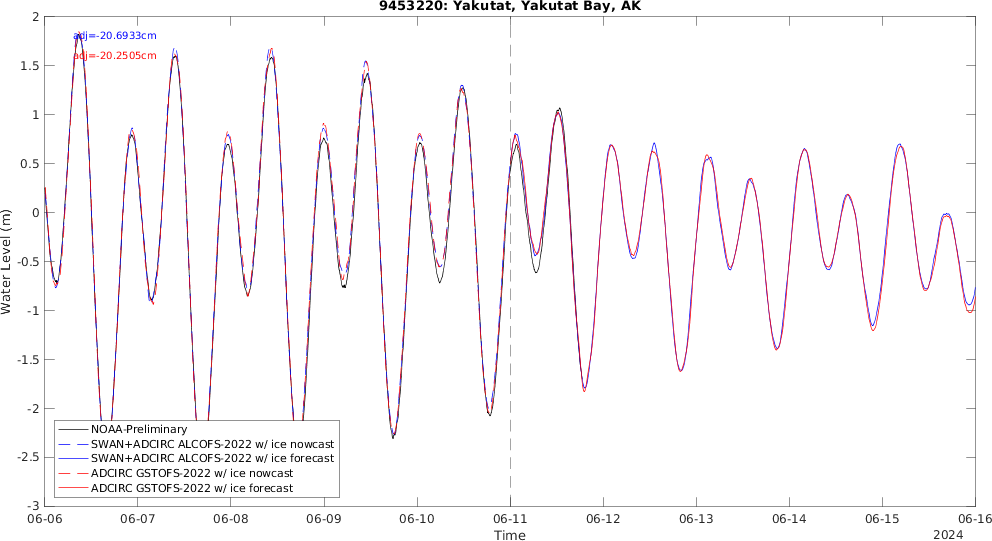 9453220: Yakutat, Yakutat Bay, AK
adj=-20.6933cm
adj=-20.2505cm
Water Level (m)
2
1.5
1
0.5
0
-0.5
-1
-1.5
-2
-2.5
-3
NOAA-Preliminary
SWAN+ADCIRC ALCOFS-2022 w/ ice nowcast
SWAN+ADCIRC ALCOFS-2022 w/ ice forecast
ADCIRC GSTOFS-2022 w/ ice nowcast
ADCIRC GSTOFS-2022 w/ ice forecast
06-06 06-07 06-08 06-09 06-10 06-11 06-12 06-13 06-14 06-15 06-16
Time
2024